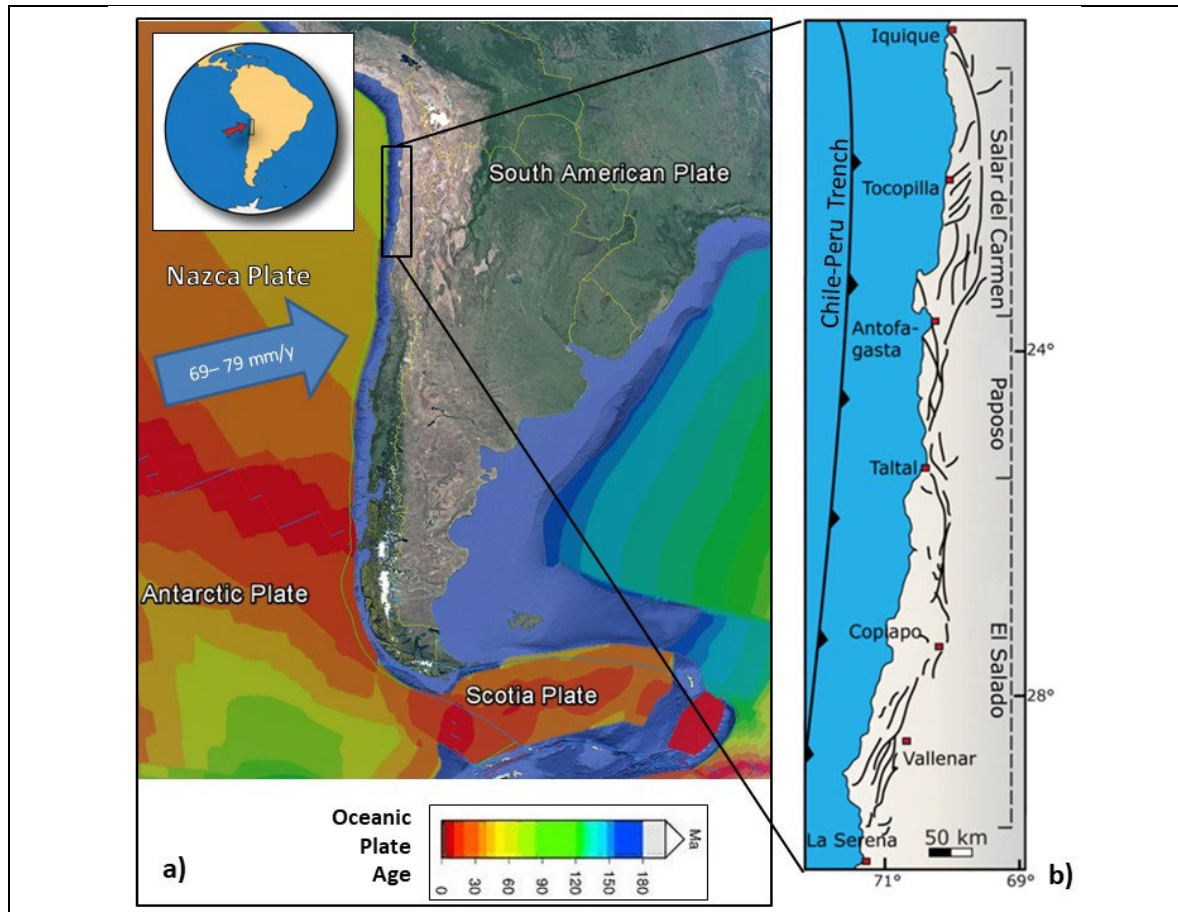 South American Plate
Nazca Plate
69– 79 mm/y
Antarctic Plate
Scotia Plate
Oceanic
Plate
Age
Ma
0
30
60
90
120
150
180
a)
Iquique
Tocopilla
Antofa-
gasta
Taltal
Copiapo
Vallenar
La Serena
Chile-Peru Trench
Salar del Carmen
Paposo
El Salado
24°
28°
50 km
71°
69°
b)